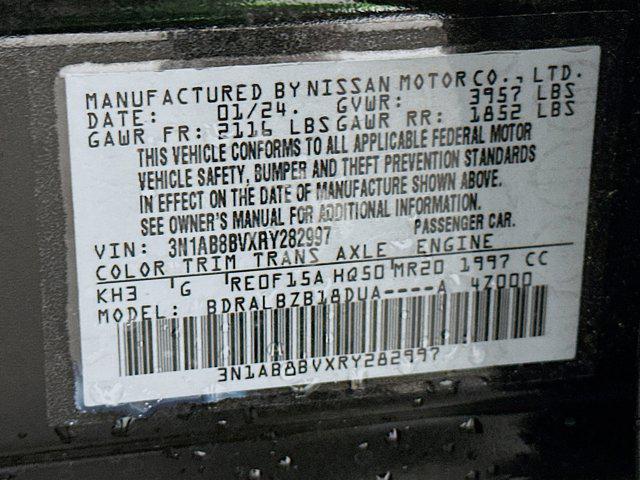 MANUFACTURED BY NISSAN MOTOR CO., LTD.
DATE: 01/24. GVWR: 3957 LBS
GAWR FR: 2116 LBS GAWR RR: 1852 LBS
THIS VEHICLE CONFORMS TO ALL APPLICABLE FEDERAL MOTOR
VEHICLE SAFETY, BUMPER AND THEFT PREVENTION STANDARDS
IN EFFECT ON THE DATE OF MANUFACTURE SHOWN ABOVE.
SEE OWNER'S MANUAL FOR ADDITIONAL INFORMATION.
VIN: 3N1AB8BVXRY282997 PASSENGER CAR.
COLOR TRIM TRANS AXLE ENGINE
KH3 G RE0F15A HQ50 MR20 1997 CC
MODEL: BDRALBZB18DUA----A 4Z000
3N1AB8BVXRY282997